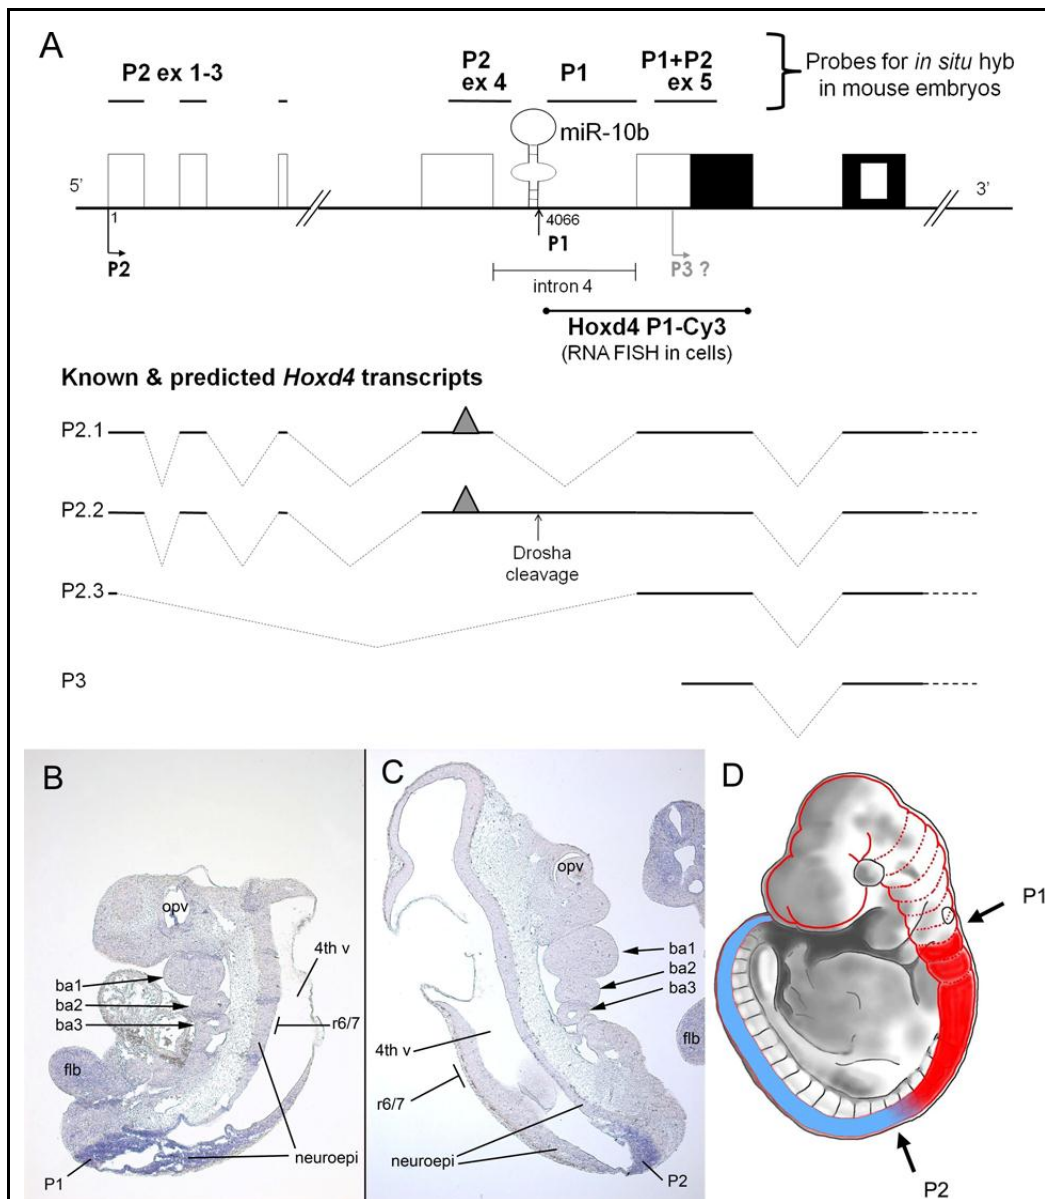 A
P2 ex 1-3
P2
ex 4
P1
P1+P2
ex 5
Probes for in situ hyb
in mouse embryos
miR-10b
5'
3'
1
4066
P2
P1
P3 ?
intron 4
Hoxd4 P1-Cy3
(RNA FISH in cells)
Known & predicted Hoxd4 transcripts
P2.1
P2.2
Drosha
cleavage
P2.3
P3
B
opv
4th v
ba1
ba2
ba3
r6/7
flb
neuroepi
P1
C
opv
ba1
ba2
ba3
4th v
flb
r6/7
neuroepi
P2
D
P1
P2